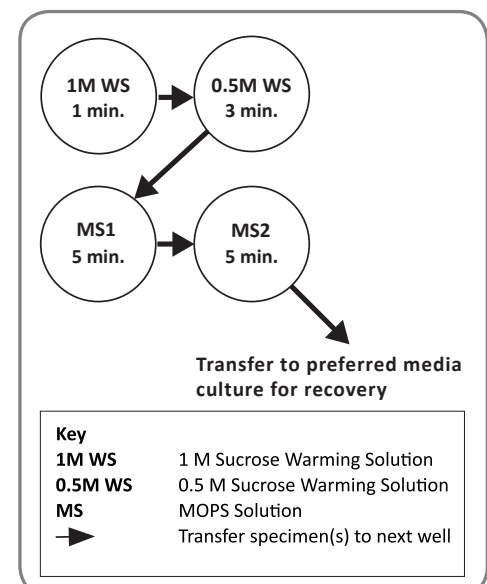 1M WS
1 min.
0.5M WS
3 min.
MS1
5 min.
MS2
5 min.
Transfer to preferred media
culture for recovery
Key
1M WS 1 M Sucrose Warming Solution
0.5M WS 0.5 M Sucrose Warming Solution
MS MOPS Solution
Transfer specimen(s) to next well